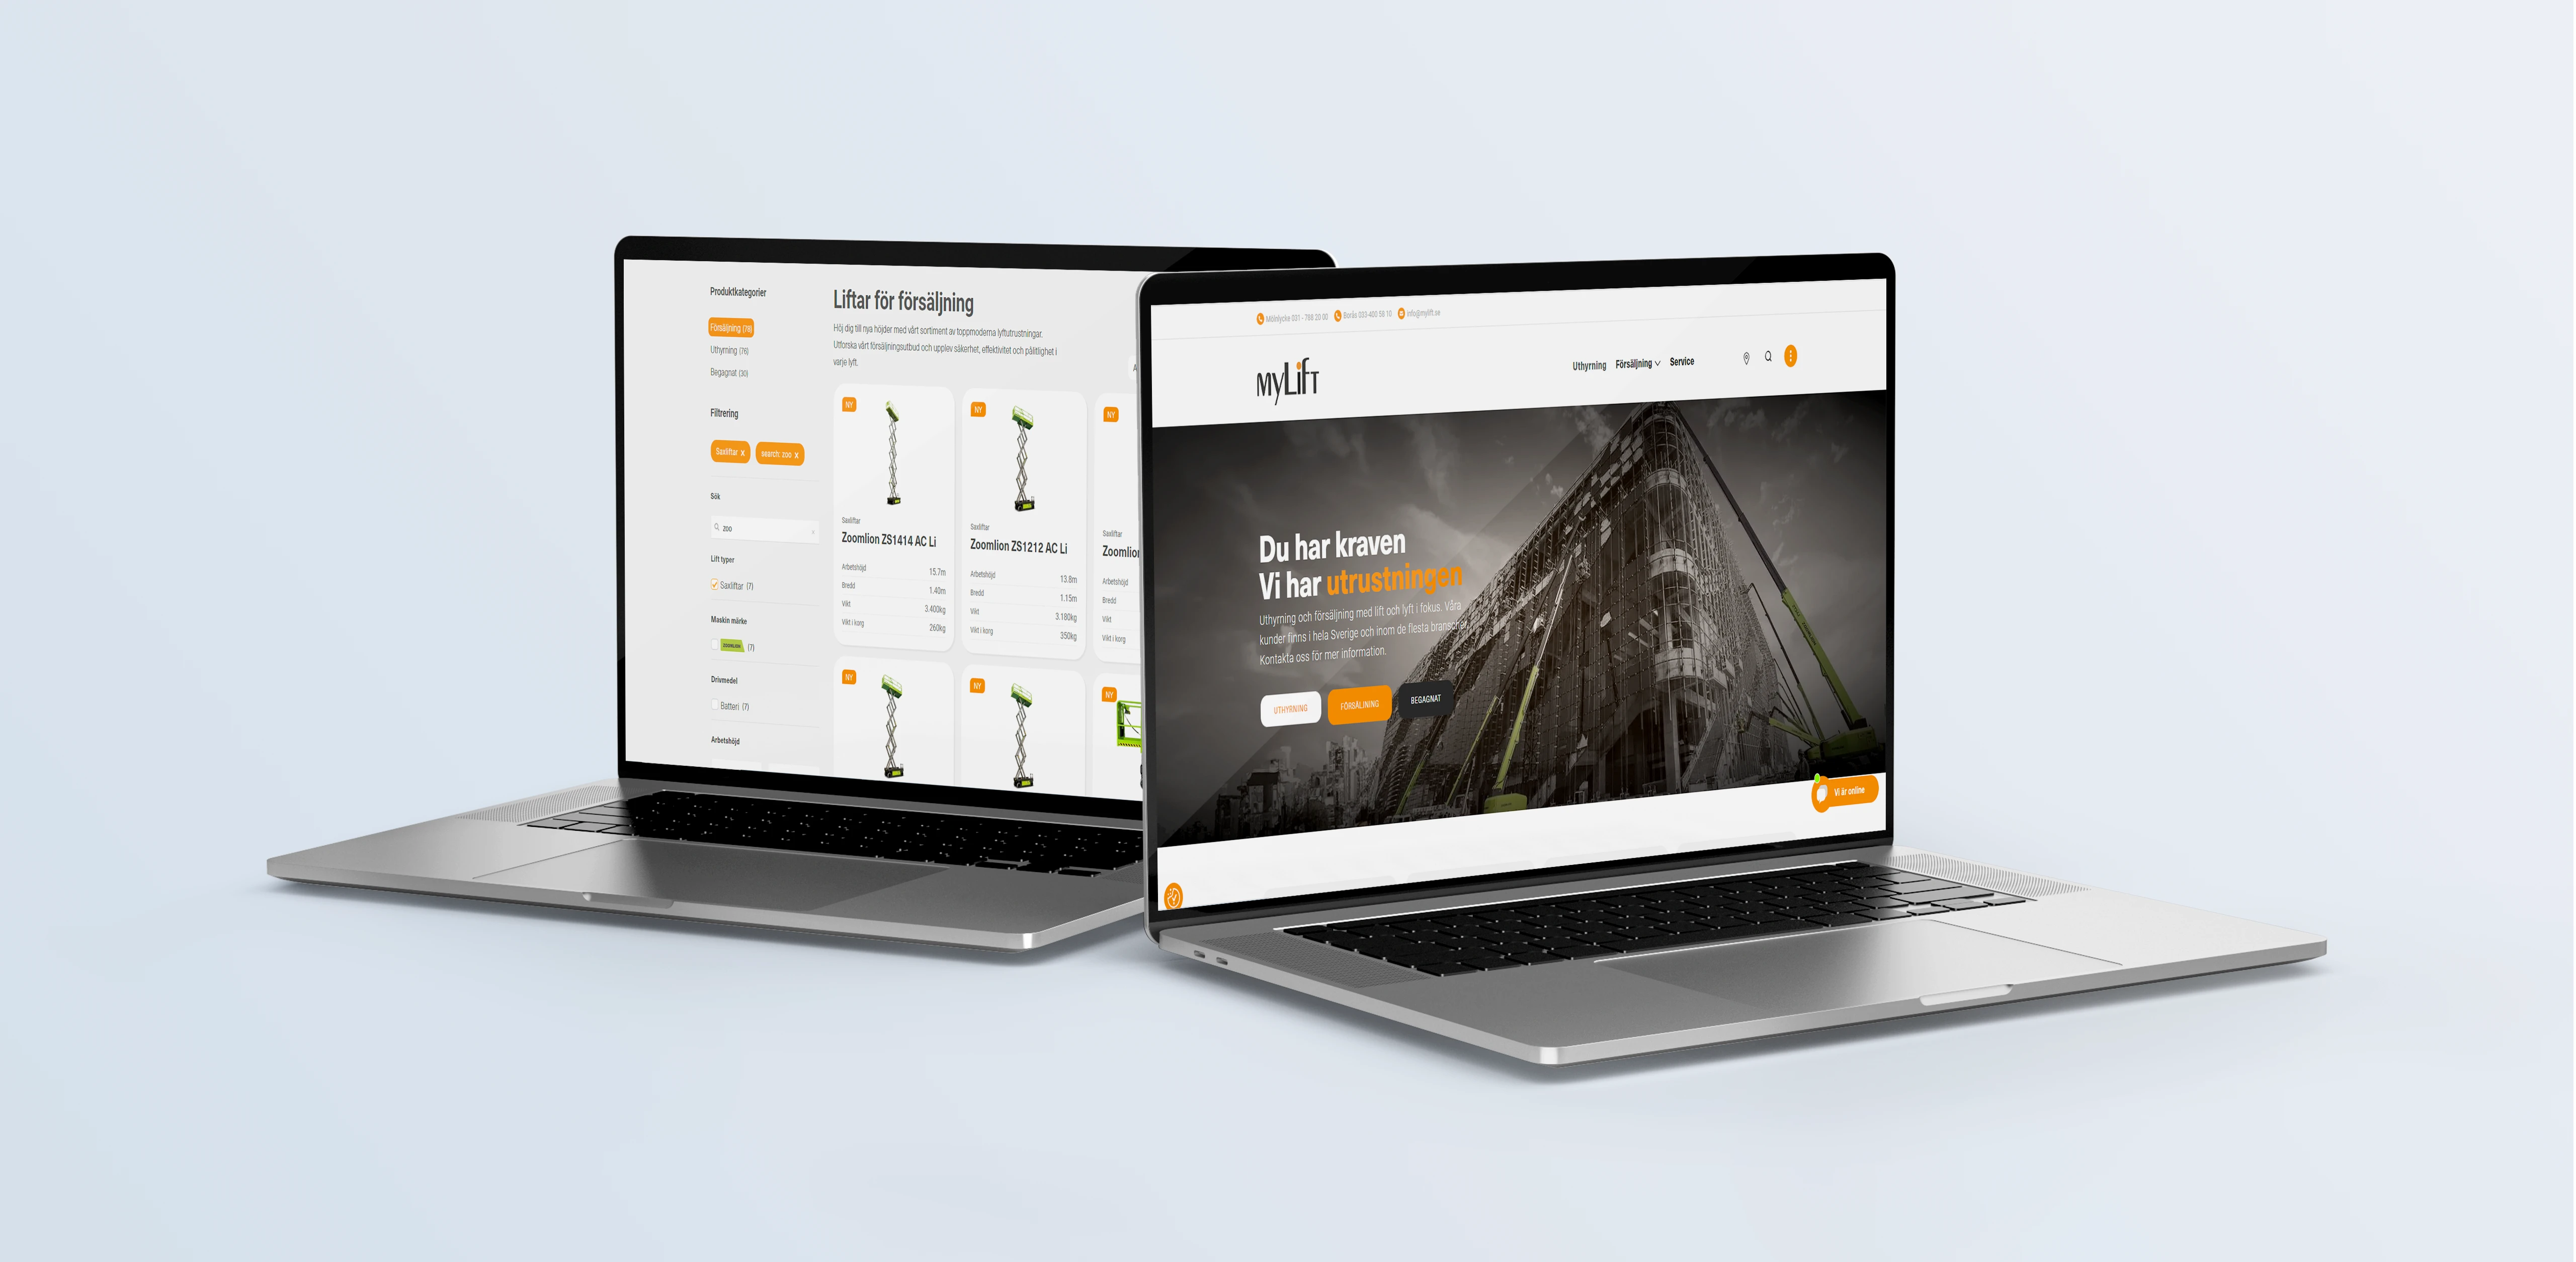 Produktkategorier
Försäljning (78)
Uthyrning (76)
Begagnat (30)
Filtrering
Saxliftar x
search: zoo x
Sök
zoo
Lift typer
Saxliftar (7)
Maskin märke
ZOOMLION (7)
Drivmedel
Batteri (7)
Arbetshöjd
Liftar för försäljning
Höj dig till nya höjder med vårt sortiment av toppmoderna lyftutrustningar.
Utforska vårt försäljningsutbud och upplev säkerhet, effektivitet och pålitlighet i
varje lyft.
NY
Saxliftar
Zoomlion ZS1414 AC Li
Arbetshöjd 15.7m
Bredd 1.40m
Vikt 3.400kg
Vikt i korg 260kg
NY
Saxliftar
Zoomlion ZS1212 AC Li
Arbetshöjd 13.8m
Bredd 1.15m
Vikt 3.180kg
Vikt i korg 350kg
NY
Saxliftar
Zoomlion
Arbetshöjd
Bredd
Vikt
Vikt i korg
NY
NY
NY
Mölnlycke 031 - 788 20 00 Borås 033-400 58 10 info@mylift.se
MyLiFT
Uthyrning Försäljning Service
Du har kraven
Vi har utrustningen
Uthyrning och försäljning med lift och lyft i fokus. Våra
kunder finns i hela Sverige och inom de flesta branscher.
Kontakta oss för mer information.
UTHYRNING FÖRSÄLJNING BEGAGNAT
Vi är online